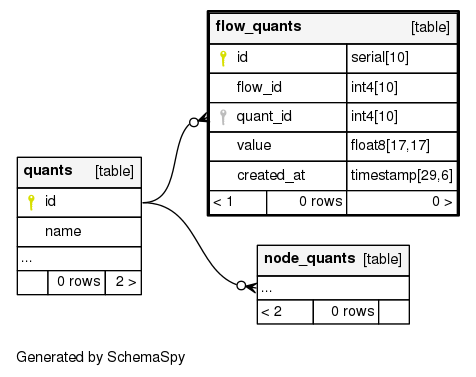 flow_quants [table]
id serial[10]
flow_id int4[10]
quant_id int4[10]
value float8[17,17]
created_at timestamp[29,6]
< 1 0 rows 0 >
quants [table]
id
name
...
0 rows 2 >
node_quants [table]
...
< 2 0 rows
Generated by SchemaSpy